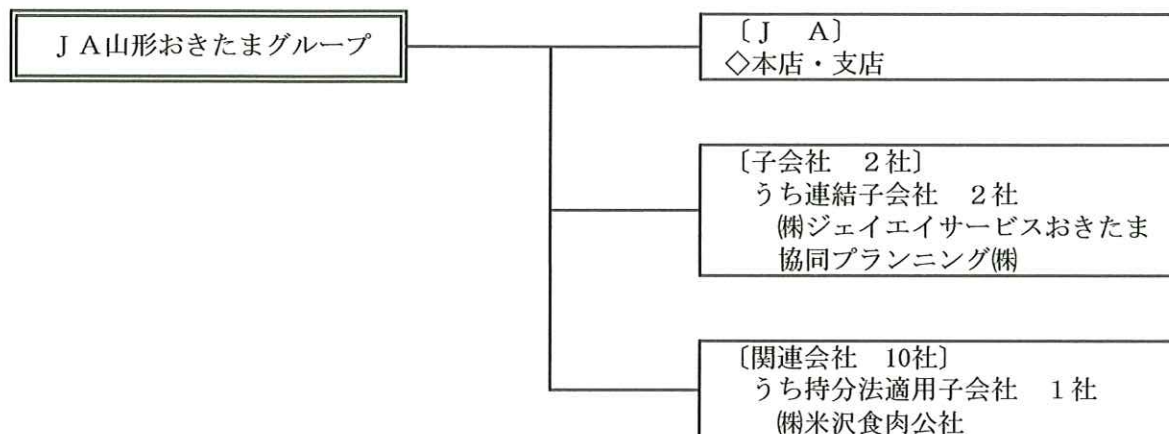 ＪＡ山形おきたまグループ
〔Ｊ　Ａ〕
◇本店・支店
〔子会社　２社〕
うち連結子会社　２社
㈱ジェイエイサービスおきたま
協同プランニング㈱
〔関連会社　10社〕
うち持分法適用子会社　１社
㈱米沢食肉公社